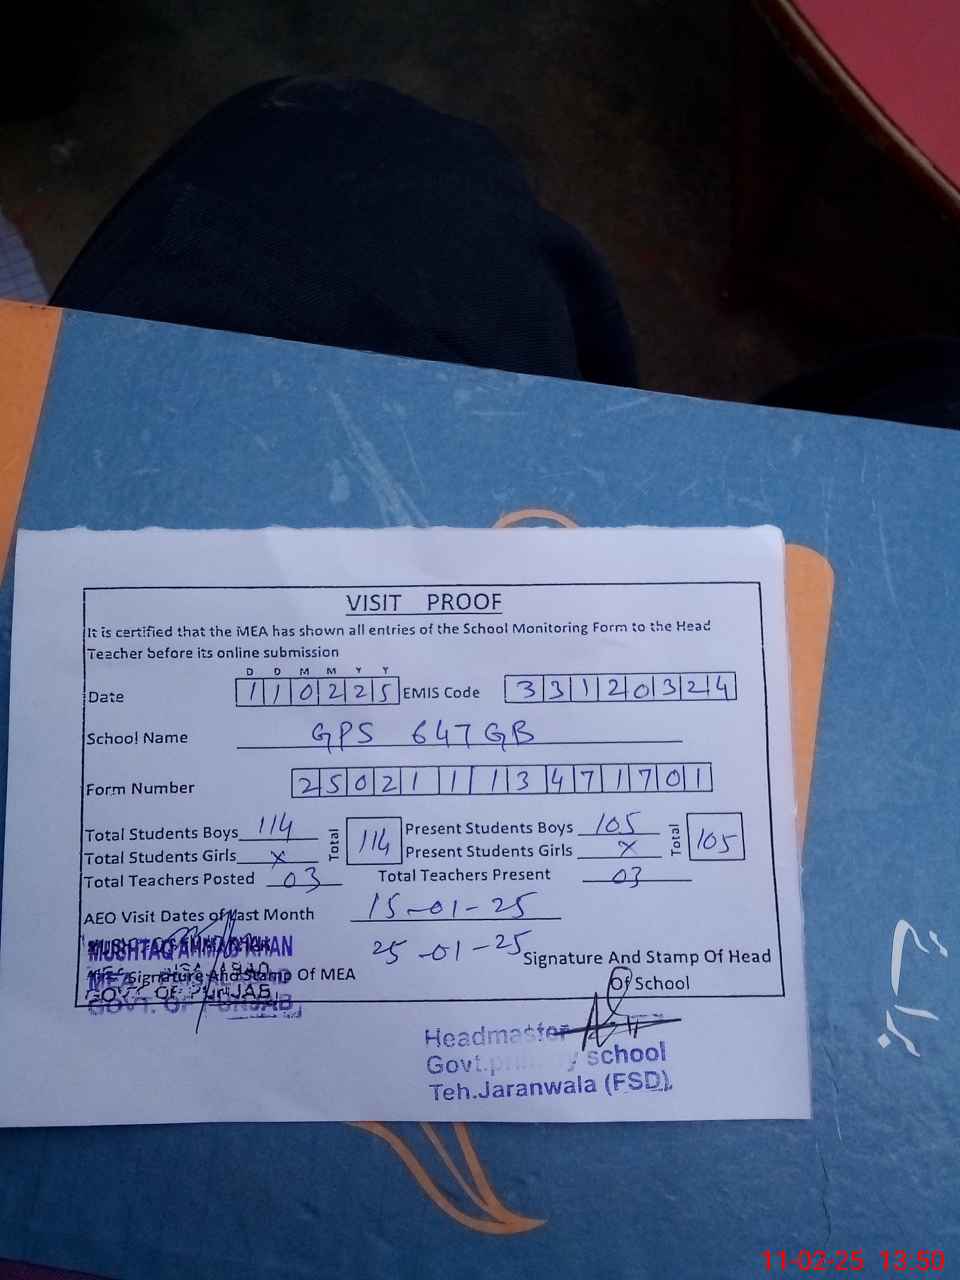 VISIT PROOF
It is certified that the MEA has shown all entries of the School Monitoring Form to the Head
Teacher before its online submission
D D M M Y Y
Date 1 1 0 2 2 5 EMIS Code 3 3 1 2 0 3 2 4
School Name GPS 647 GB
Form Number 2 5 0 2 1 1 1 3 4 7 1 7 0 1
Total Students Boys 114 Total 114 Present Students Boys 105 Total 105
Total Students Girls x Present Students Girls x
Total Teachers Posted 03 Total Teachers Present 03
AEO Visit Dates of Last Month 15-01-25
25-01-25
MUSHTAQ AHMAD KHAN
Signature And Stamp Of MEA
GOVT. OF PUNJAB
Signature And Stamp Of Head
Of School
Headmaster
Govt. school
Teh.Jaranwala (FSD).
11-02-25 13.50